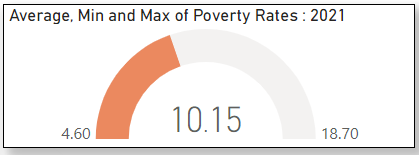 Average, Min and Max of Poverty Rates : 2021
10.15
4.60
18.70